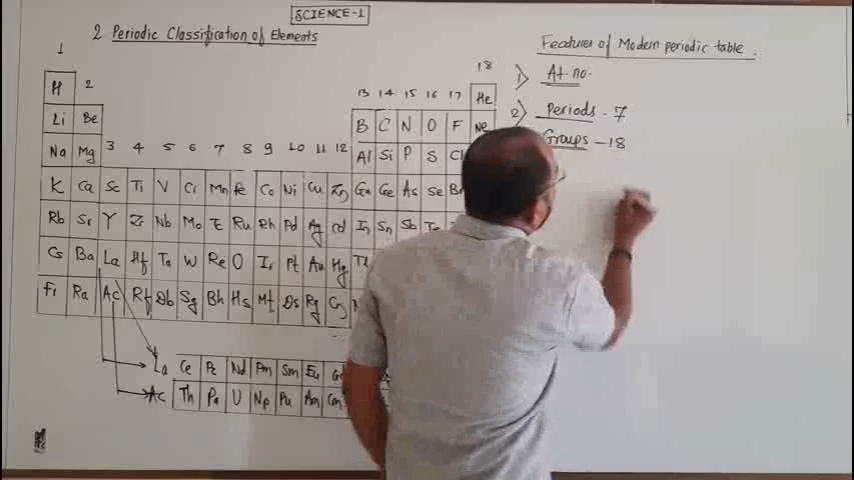 SCIENCE-1
2 Periodic Classification of Elements
Features of Modern periodic table.
1) At. no.
2) Periods - 7
Groups - 18
1 18
2 13 14 15 16 17
H He
Li Be B C N O F Ne
3 4 5 6 7 8 9 10 11 12
Na Mg Al Si P S Cl
K Ca Sc Ti V Cr Mn Fe Co Ni Cu Zn Ga Ge As Se Br
Rb Sr Y Zr Nb Mo Ru Rh Pd Ag Cd In Sn Sb Te
Cs Ba La Hf Ta W Re O Ir Pt Au Hg Tl
Fr Ra Ac Rf Db Sg Bh Hs Mt Ds Rg Cn
La Ce Pr Nd Pm Sm Eu
Ac Th Pa U Np Pu Am Cm